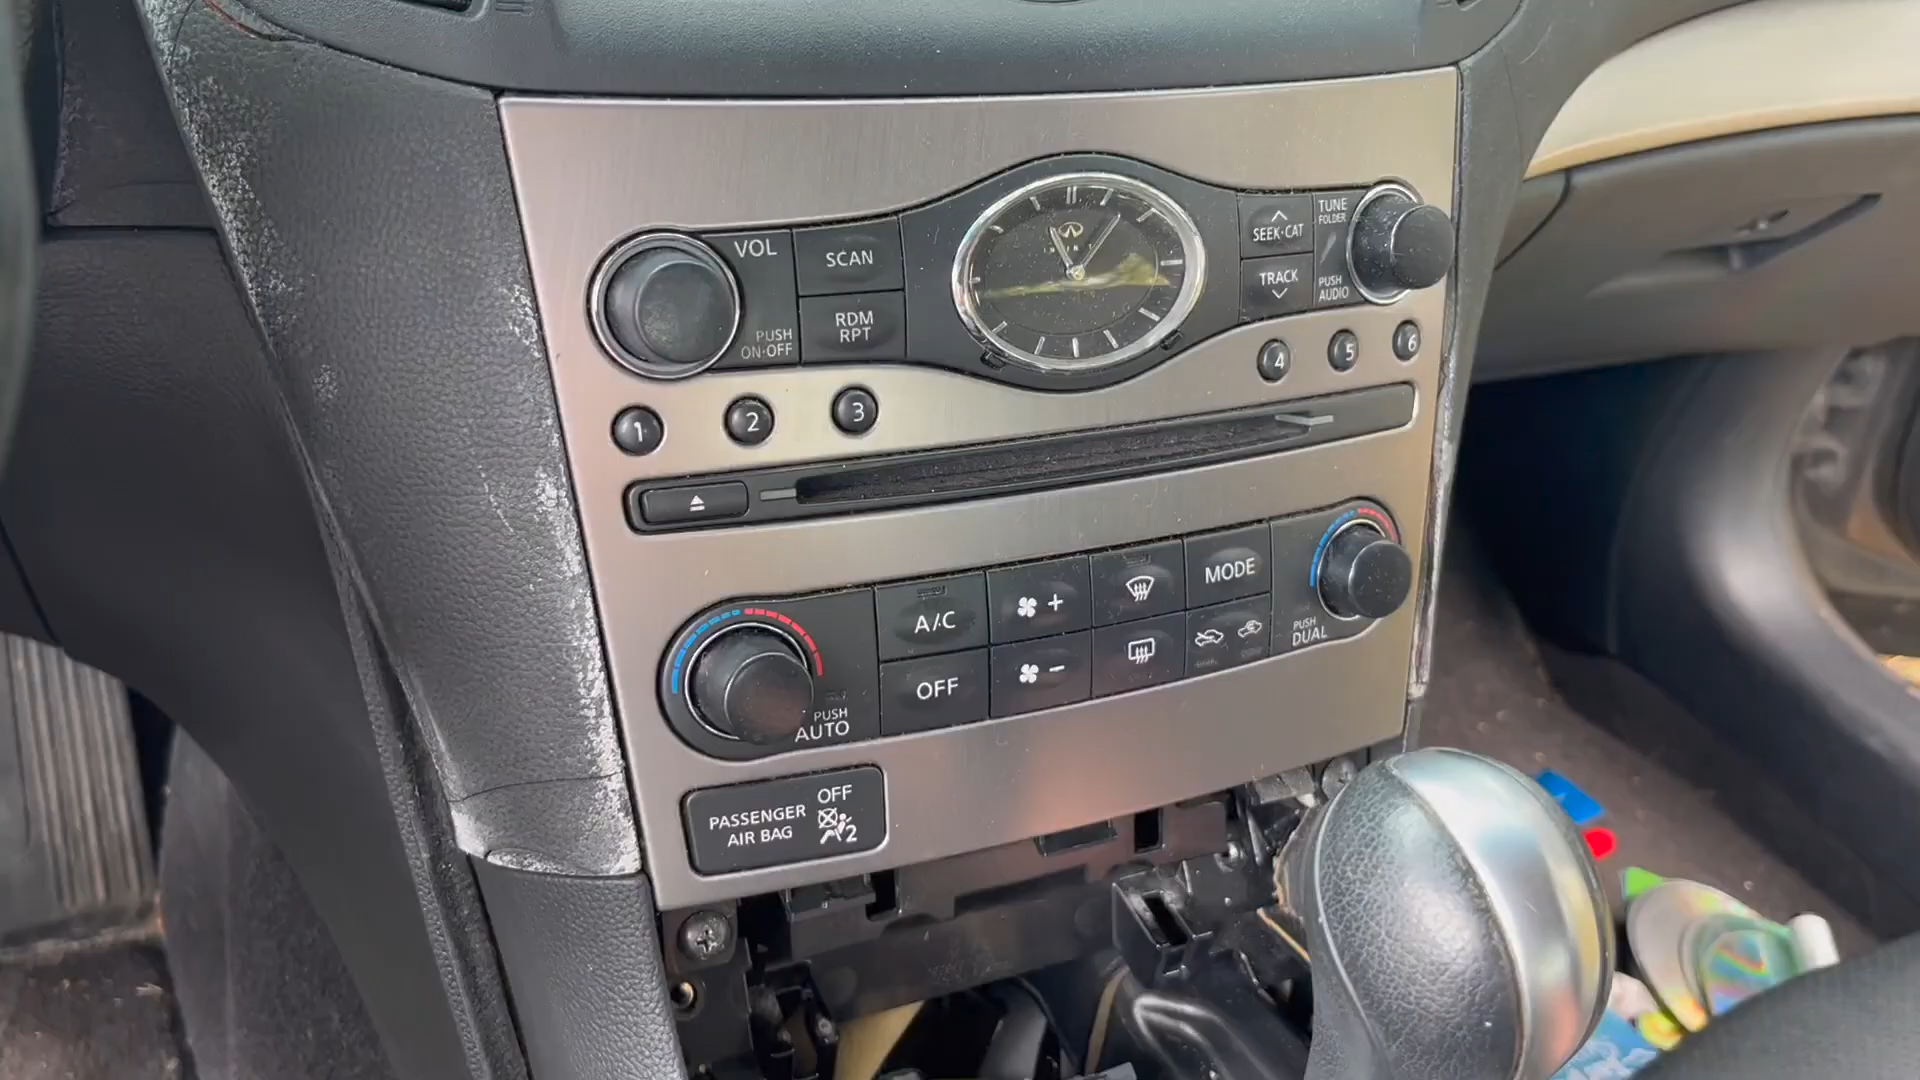 VOL
PUSH
ON·OFF
SCAN
RDM
RPT
SEEK·CAT
TRACK
TUNE
FOLDER
PUSH
AUDIO
1
2
3
4
5
6
A/C
OFF
+
-
MODE
PUSH
AUTO
PUSH
DUAL
PASSENGER
AIR BAG
OFF
2